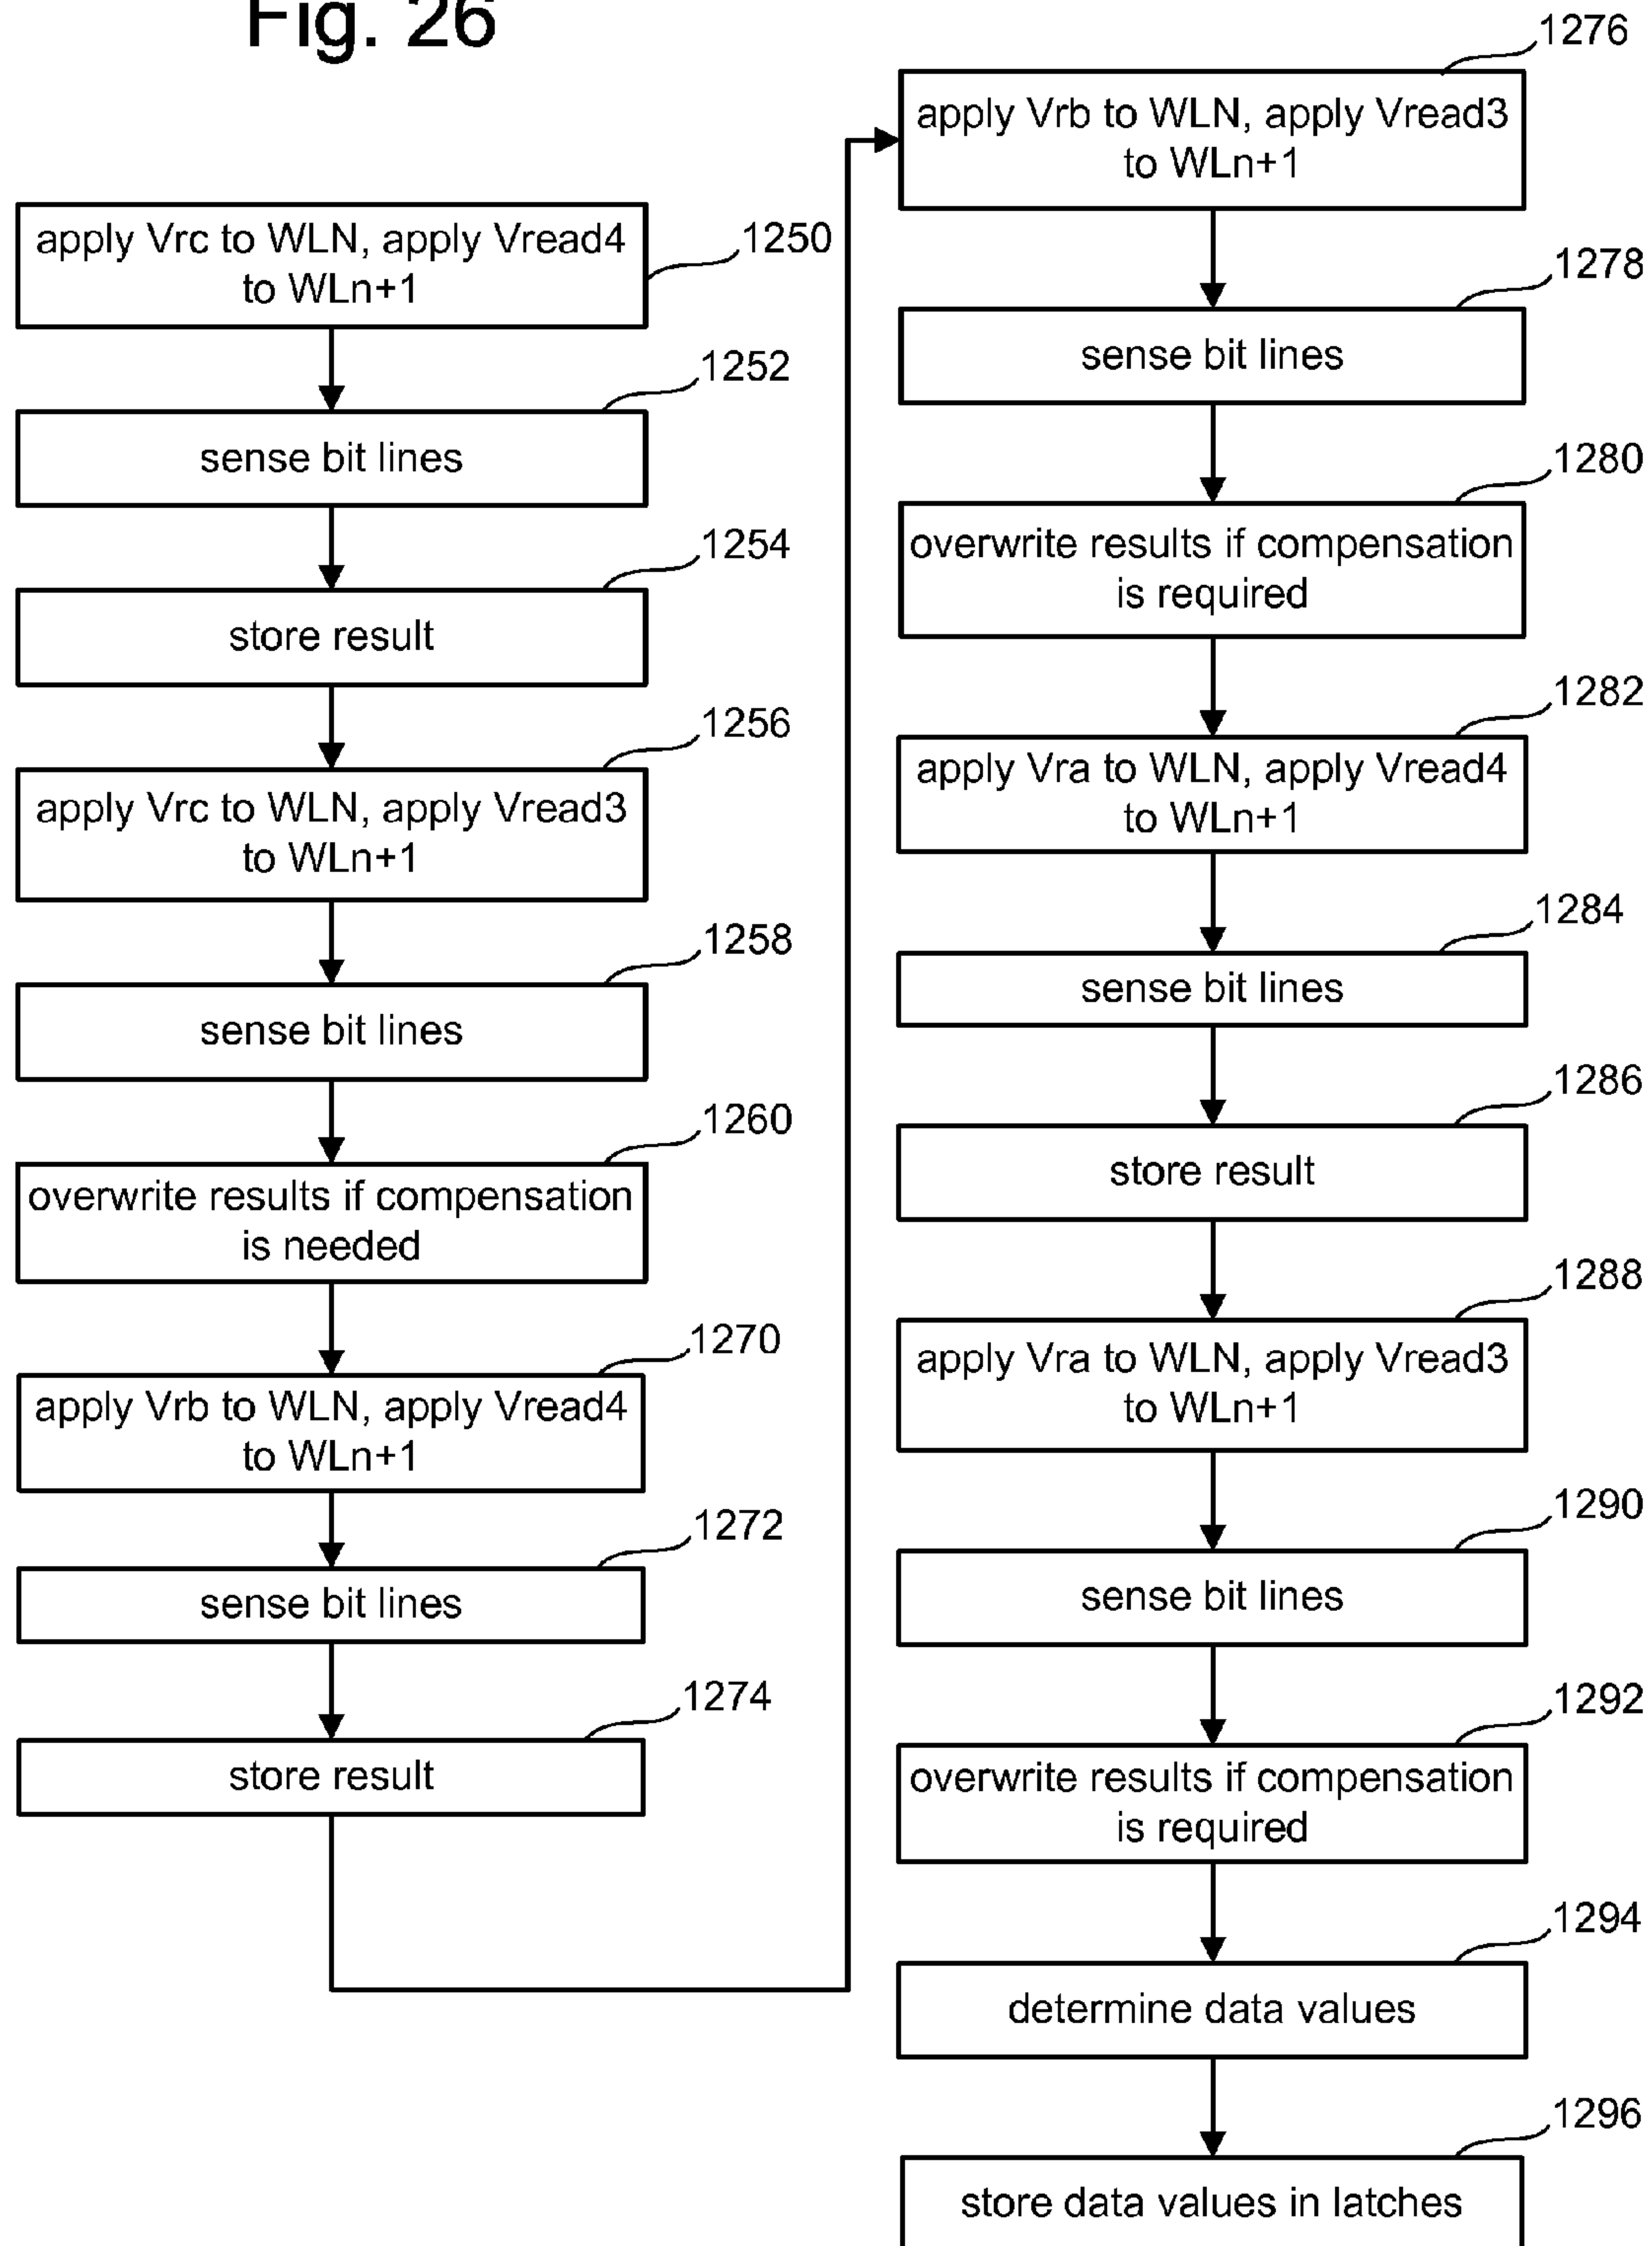 Fig. 26
apply Vrc to WLN, apply Vread4
to WLn+1
1250
sense bit lines
1252
store result
1254
apply Vrc to WLN, apply Vread3
to WLn+1
1256
sense bit lines
1258
overwrite results if compensation
is needed
1260
apply Vrb to WLN, apply Vread4
to WLn+1
1270
sense bit lines
1272
store result
1274
apply Vrb to WLN, apply Vread3
to WLn+1
1276
sense bit lines
1278
overwrite results if compensation
is required
1280
apply Vra to WLN, apply Vread4
to WLn+1
1282
sense bit lines
1284
store result
1286
apply Vra to WLN, apply Vread3
to WLn+1
1288
sense bit lines
1290
overwrite results if compensation
is required
1292
determine data values
1294
store data values in latches
1296